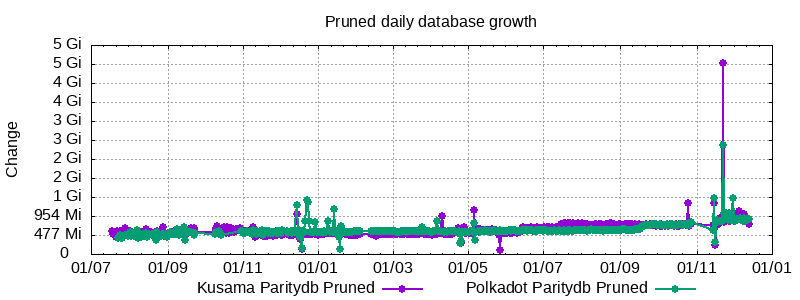 Pruned daily database growth
5 Gi
5 Gi
4 Gi
4 Gi
3 Gi
3 Gi
2 Gi
2 Gi
1 Gi
954 Mi
477 Mi
0
Change
01/07 01/09 01/11 01/01 01/03 01/05 01/07 01/09 01/11 01/01
Kusama Paritydb Pruned Polkadot Paritydb Pruned